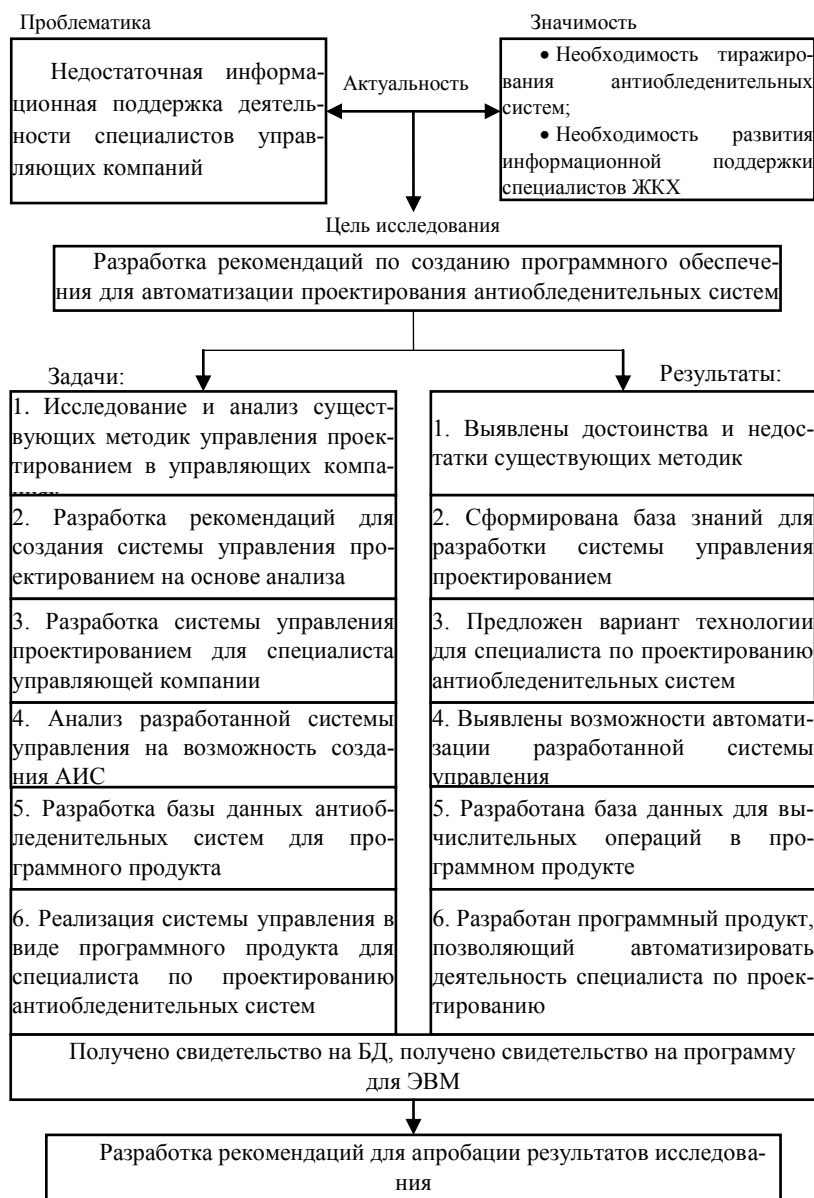 Проблематика
Недостаточная информа-
ционная поддержка деятель-
ности специалистов управ-
ляющих компаний
Актуальность
Значимость
• Необходимость тиражиро-
вания антиобледенительных
систем;
• Необходимость развития
информационной поддержки
специалистов ЖКХ
Цель исследования
Разработка рекомендаций по созданию программного обеспече-
ния для автоматизации проектирования антиобледенительных систем
Задачи:
1. Исследование и анализ сущест-
вующих методик управления проек-
тированием в управляющих компа-
ниях
2. Разработка рекомендаций для
создания системы управления про-
ектированием на основе анализа
3. Разработка системы управления
проектированием для специалиста
управляющей компании
4. Анализ разработанной системы
управления на возможность созда-
ния АИС
5. Разработка базы данных антиоб-
леденительных систем для про-
граммного продукта
6. Реализация системы управления в
виде программного продукта для
специалиста по проектированию
антиобледенительных систем
Результаты:
1. Выявлены достоинства и недос-
татки существующих методик
2. Сформирована база знаний для
разработки системы управления
проектированием
3. Предложен вариант технологии
для специалиста по проектированию
антиобледенительных систем
4. Выявлены возможности автомати-
зации разработанной системы
управления
5. Разработана база данных для вы-
числительных операций в про-
граммном продукте
6. Разработан программный продукт,
позволяющий автоматизировать
деятельность специалиста по проек-
тированию
Получено свидетельство на БД, получено свидетельство на программу
для ЭВМ
Разработка рекомендаций для апробации результатов исследова-
ния